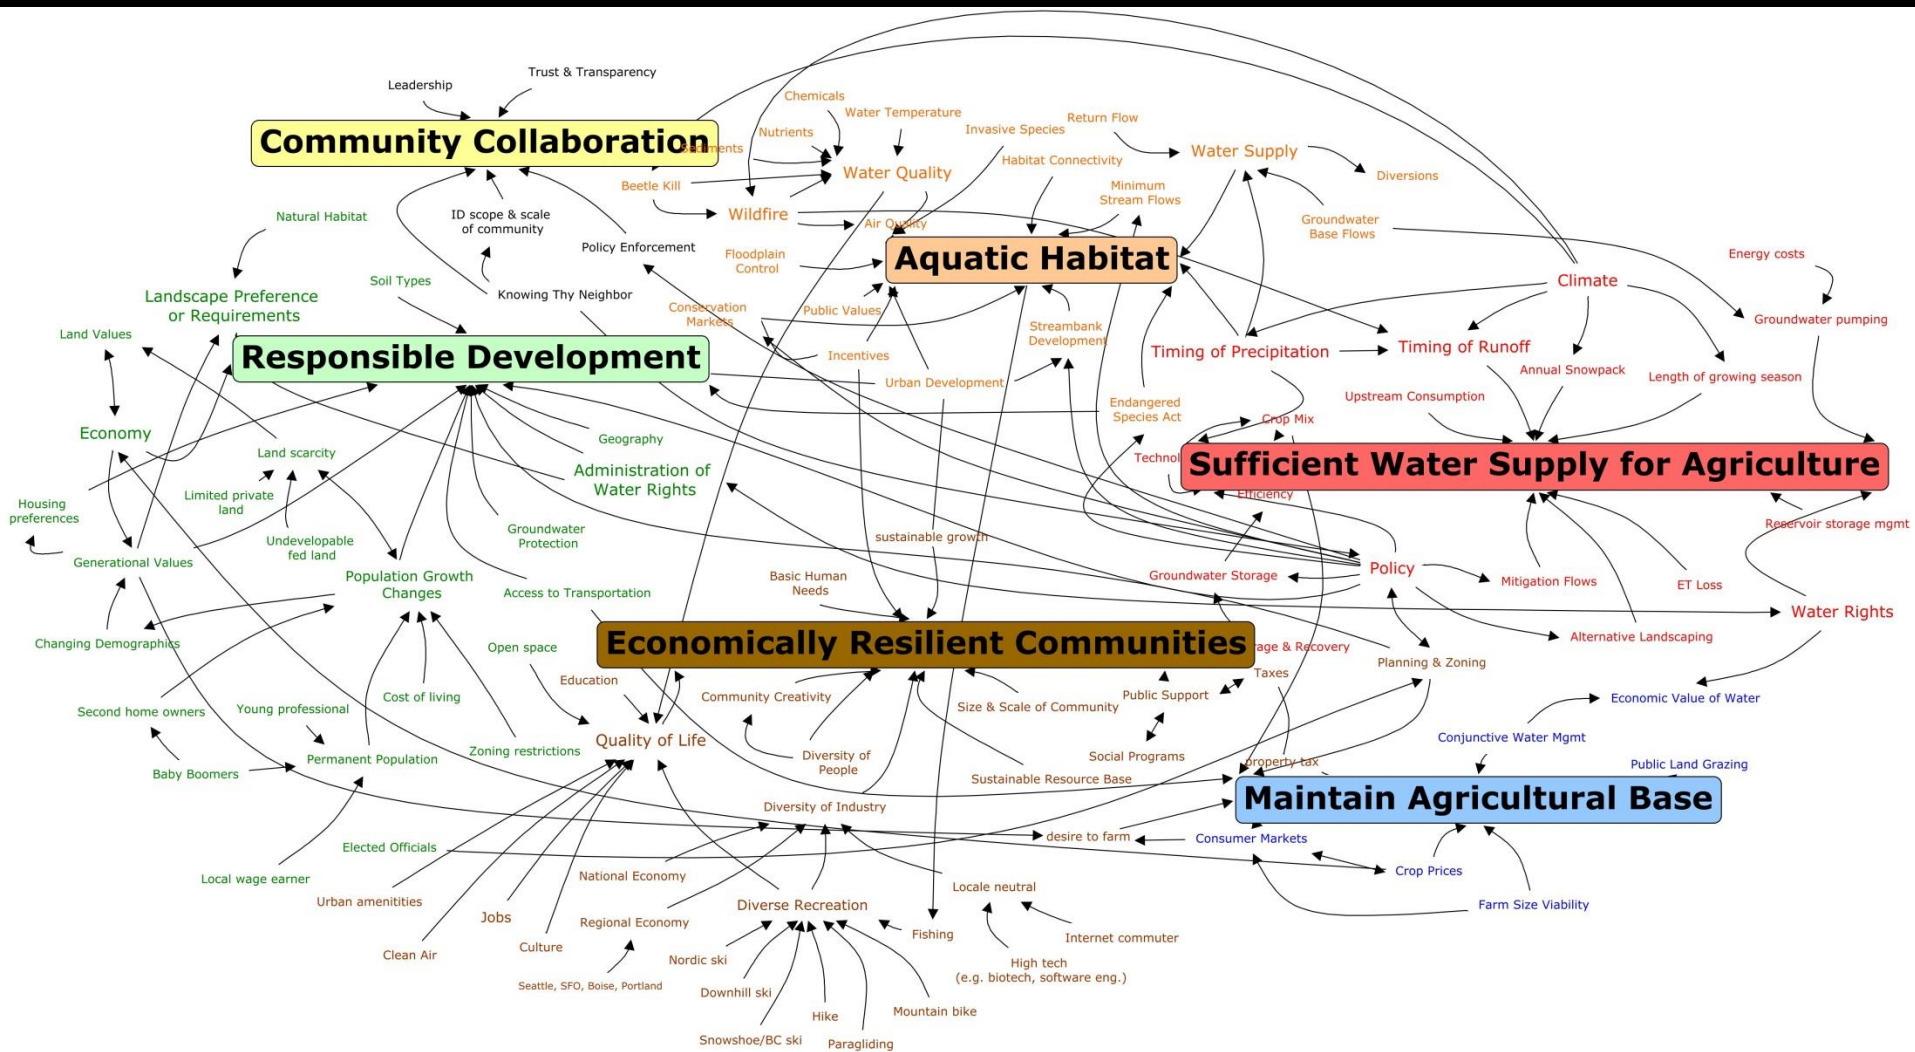 Leadership
Trust & Transparency
Community Collaboration
Sediments
Chemicals
Nutrients
Water Temperature
Water Quality
Invasive Species
Return Flow
Water Supply
Diversions
Habitat Connectivity
Beetle Kill
Wildfire
Air Quality
Minimum
Stream Flows
Groundwater
Base Flows
Natural Habitat
ID scope & scale
of community
Policy Enforcement
Floodplain
Control
Aquatic Habitat
Energy costs
Climate
Soil Types
Knowing Thy Neighbor
Landscape Preference
or Requirements
Conservation
Markets
Public Values
Streambank
Development
Groundwater pumping
Land Values
Responsible Development
Incentives
Urban Development
Timing of Precipitation
Timing of Runoff
Annual Snowpack
Length of growing season
Upstream Consumption
Endangered
Species Act
Crop Mix
Economy
Land scarcity
Geography
Administration of
Water Rights
Technol
Sufficient Water Supply for Agriculture
Efficiency
Limited private
land
Housing
preferences
Reservoir storage mgmt
Undevelopable
fed land
Groundwater
Protection
sustainable growth
Generational Values
Population Growth
Changes
Access to Transportation
Basic Human
Needs
Groundwater Storage
Policy
Mitigation Flows
ET Loss
Water Rights
Changing Demographics
Open space
Economically Resilient Communities
rage & Recovery
Planning & Zoning
Alternative Landscaping
Education
Community Creativity
Size & Scale of Community
Public Support
Taxes
Economic Value of Water
Second home owners
Young professional
Cost of living
Quality of Life
Conjunctive Water Mgmt
Baby Boomers
Permanent Population
Zoning restrictions
Diversity of
People
Social Programs
property tax
Public Land Grazing
Sustainable Resource Base
Maintain Agricultural Base
Diversity of Industry
desire to farm
Consumer Markets
Elected Officials
Crop Prices
Local wage earner
National Economy
Locale neutral
Urban amenitities
Jobs
Regional Economy
Diverse Recreation
Farm Size Viability
Fishing
Internet commuter
Clean Air
Culture
Nordic ski
High tech
(e.g. biotech, software eng.)
Seattle, SFO, Boise, Portland
Downhill ski
Hike
Mountain bike
Snowshoe/BC ski
Paragliding